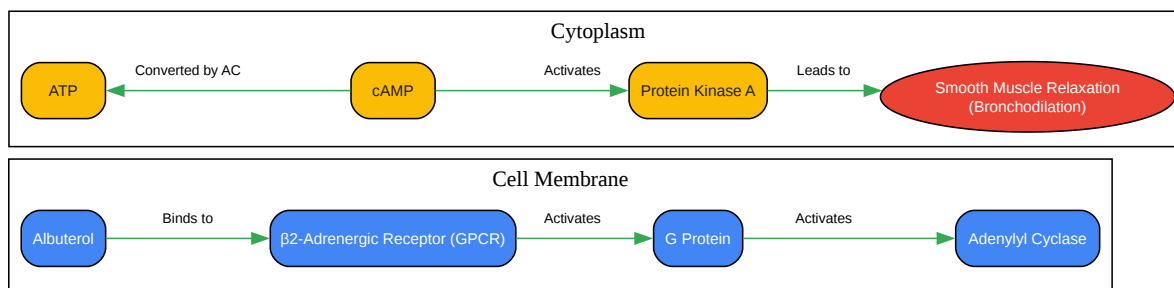 Cytoplasm
Converted by AC
Activates
Leads to
ATP
cAMP
Protein Kinase A
Smooth Muscle Relaxation
(Bronchodilation)
Cell Membrane
Binds to
Activates
Activates
Albuterol
β2-Adrenergic Receptor (GPCR)
G Protein
Adenylyl Cyclase